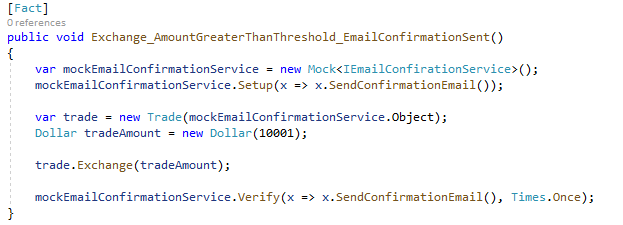 [Fact]
0 references
public void Exchange_AmountGreaterThanThreshold_EmailConfirmationSent()
{
var mockEmailConfirmationService = new Mock<IEmailConfirationService>();
mockEmailConfirmationService.Setup(x => x.SendConfirmationEmail());
var trade = new Trade(mockEmailConfirmationService.Object);
Dollar tradeAmount = new Dollar(10001);
trade.Exchange(tradeAmount);
mockEmailConfirmationService.Verify(x => x.SendConfirmationEmail(), Times.Once);
}